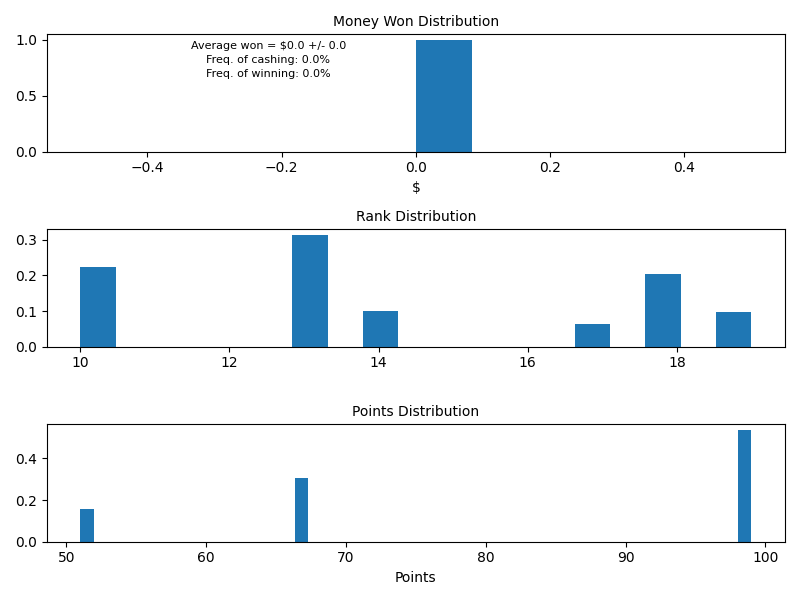 Money Won Distribution
1.0
0.5
0.0
Average won = $0.0 +/- 0.0
Freq. of cashing: 0.0%
Freq. of winning: 0.0%
−0.4 −0.2 0.0 0.2 0.4
$
Rank Distribution
0.3
0.2
0.1
0.0
10 12 14 16 18
Points Distribution
0.4
0.2
0.0
50 60 70 80 90 100
Points